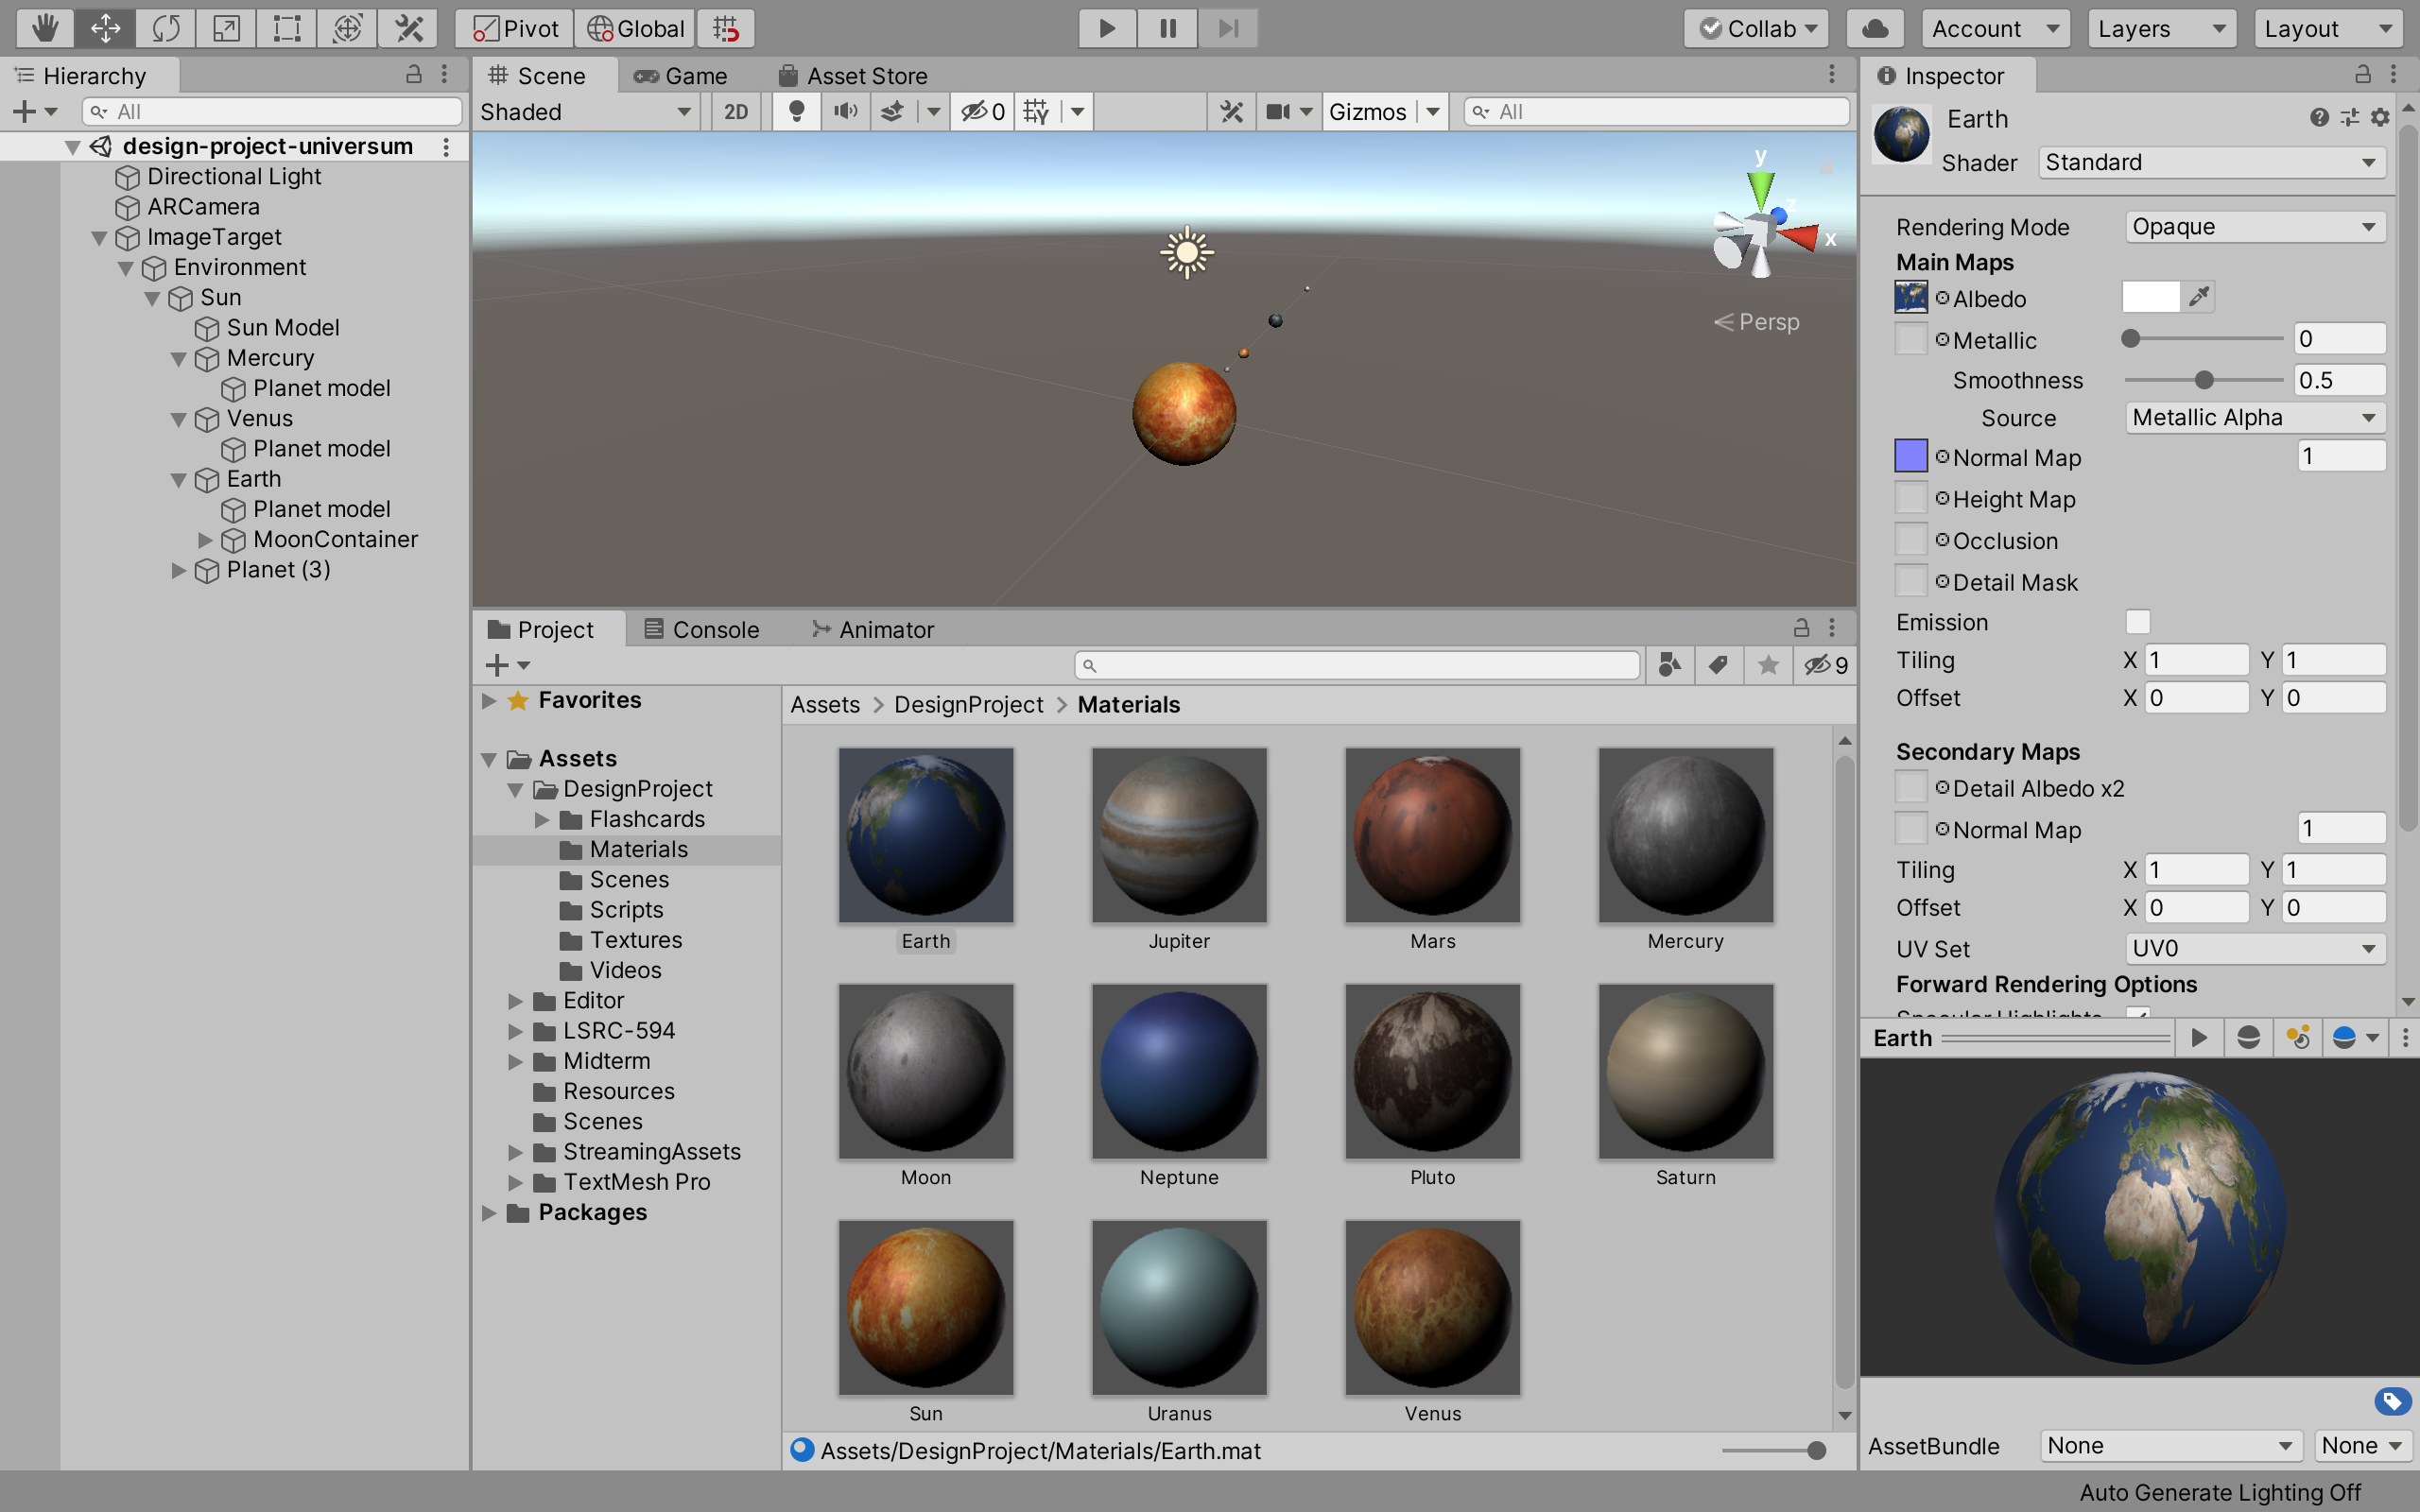 Pivot Global Collab Account Layers Layout
Hierarchy
All
design-project-universum
Directional Light
ARCamera
ImageTarget
Environment
Sun
Sun Model
Mercury
Planet model
Venus
Planet model
Earth
Planet model
MoonContainer
Planet (3)
Scene Game Asset Store
Shaded 2D 0 Gizmos All
y
z
x
Persp
Project Console Animator
9
Favorites
Assets
DesignProject
Flashcards
Materials
Scenes
Scripts
Textures
Videos
Editor
LSRC-594
Midterm
Resources
Scenes
StreamingAssets
TextMesh Pro
Packages
Assets > DesignProject > Materials
Earth Jupiter Mars Mercury
Moon Neptune Pluto Saturn
Sun Uranus Venus
Assets/DesignProject/Materials/Earth.mat
Inspector
Earth
Shader Standard
Rendering Mode Opaque
Main Maps
Albedo
Metallic 0
Smoothness 0.5
Source Metallic Alpha
Normal Map 1
Height Map
Occlusion
Detail Mask
Emission
Tiling X 1 Y 1
Offset X 0 Y 0
Secondary Maps
Detail Albedo x2
Normal Map 1
Tiling X 1 Y 1
Offset X 0 Y 0
UV Set UV0
Forward Rendering Options
Specular Highlights
Earth
AssetBundle None None
Auto Generate Lighting Off